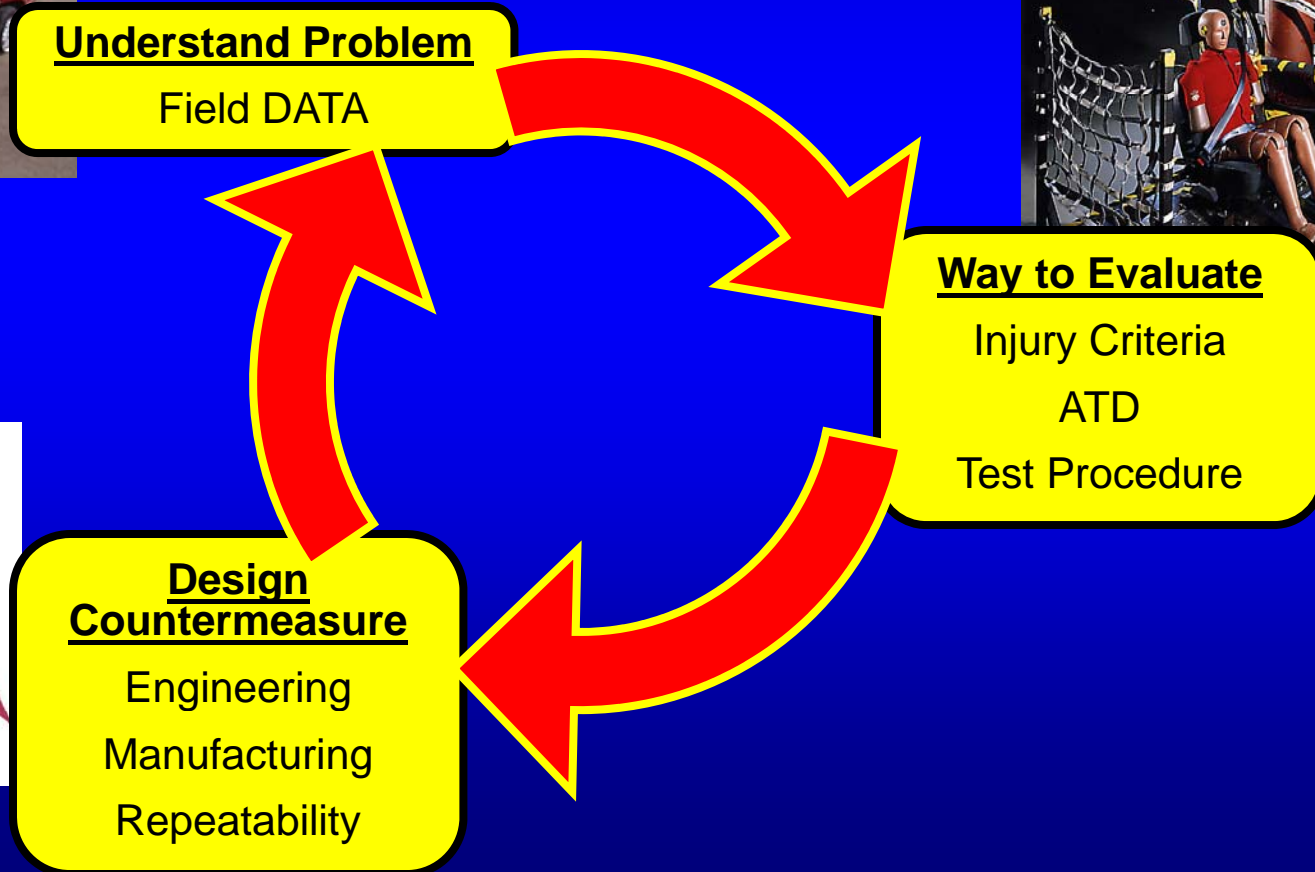 Understand Problem
Field DATA
Way to Evaluate
Injury Criteria
ATD
Test Procedure
Design
Countermeasure
Engineering
Manufacturing
Repeatability